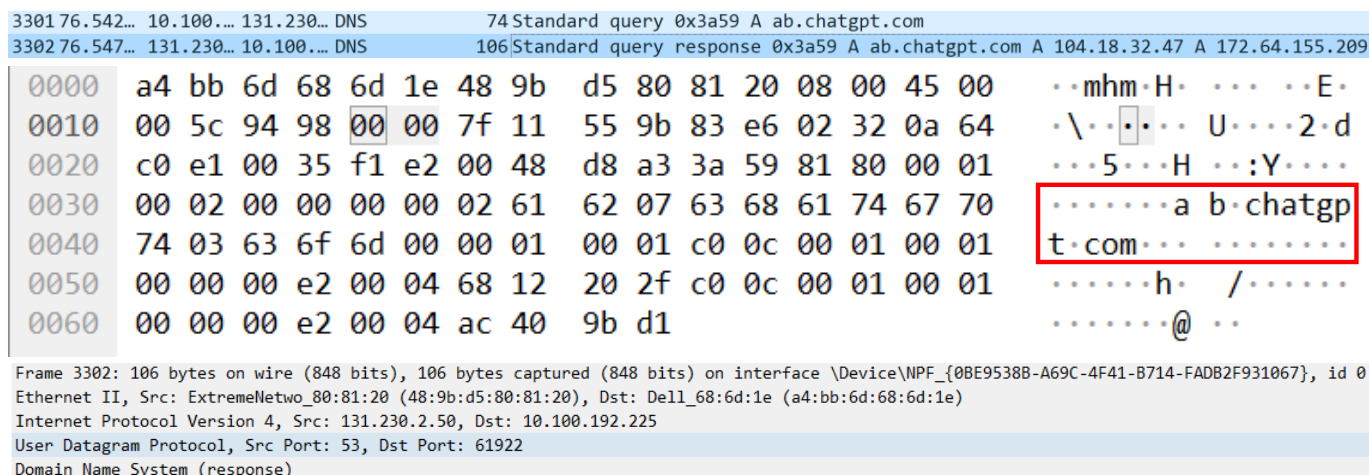 3301 76.542… 10.100.… 131.230… DNS 74 Standard query 0x3a59 A ab.chatgpt.com
3302 76.547… 131.230… 10.100.… DNS 106 Standard query response 0x3a59 A ab.chatgpt.com A 104.18.32.47 A 172.64.155.209
0000 a4 bb 6d 68 6d 1e 48 9b d5 80 81 20 08 00 45 00 ··mhm·H· ··· ··E·
0010 00 5c 94 98 00 00 7f 11 55 9b 83 e6 02 32 0a 64 ·\······ U····2·d
0020 c0 e1 00 35 f1 e2 00 48 d8 a3 3a 59 81 80 00 01 ···5···H ··:Y····
0030 00 02 00 00 00 00 02 61 62 07 63 68 61 74 67 70 ·······a b·chatgp
0040 74 03 63 6f 6d 00 00 01 00 01 c0 0c 00 01 00 01 t·com··· ········
0050 00 00 00 e2 00 04 68 12 20 2f c0 0c 00 01 00 01 ······h· /······
0060 00 00 00 e2 00 04 ac 40 9b d1 ·······@ ··
Frame 3302: 106 bytes on wire (848 bits), 106 bytes captured (848 bits) on interface \Device\NPF_{0BE9538B-A69C-4F41-B714-FADB2F931067}, id 0
Ethernet II, Src: ExtremeNetwo_80:81:20 (48:9b:d5:80:81:20), Dst: Dell_68:6d:1e (a4:bb:6d:68:6d:1e)
Internet Protocol Version 4, Src: 131.230.2.50, Dst: 10.100.192.225
User Datagram Protocol, Src Port: 53, Dst Port: 61922
Domain Name System (response)